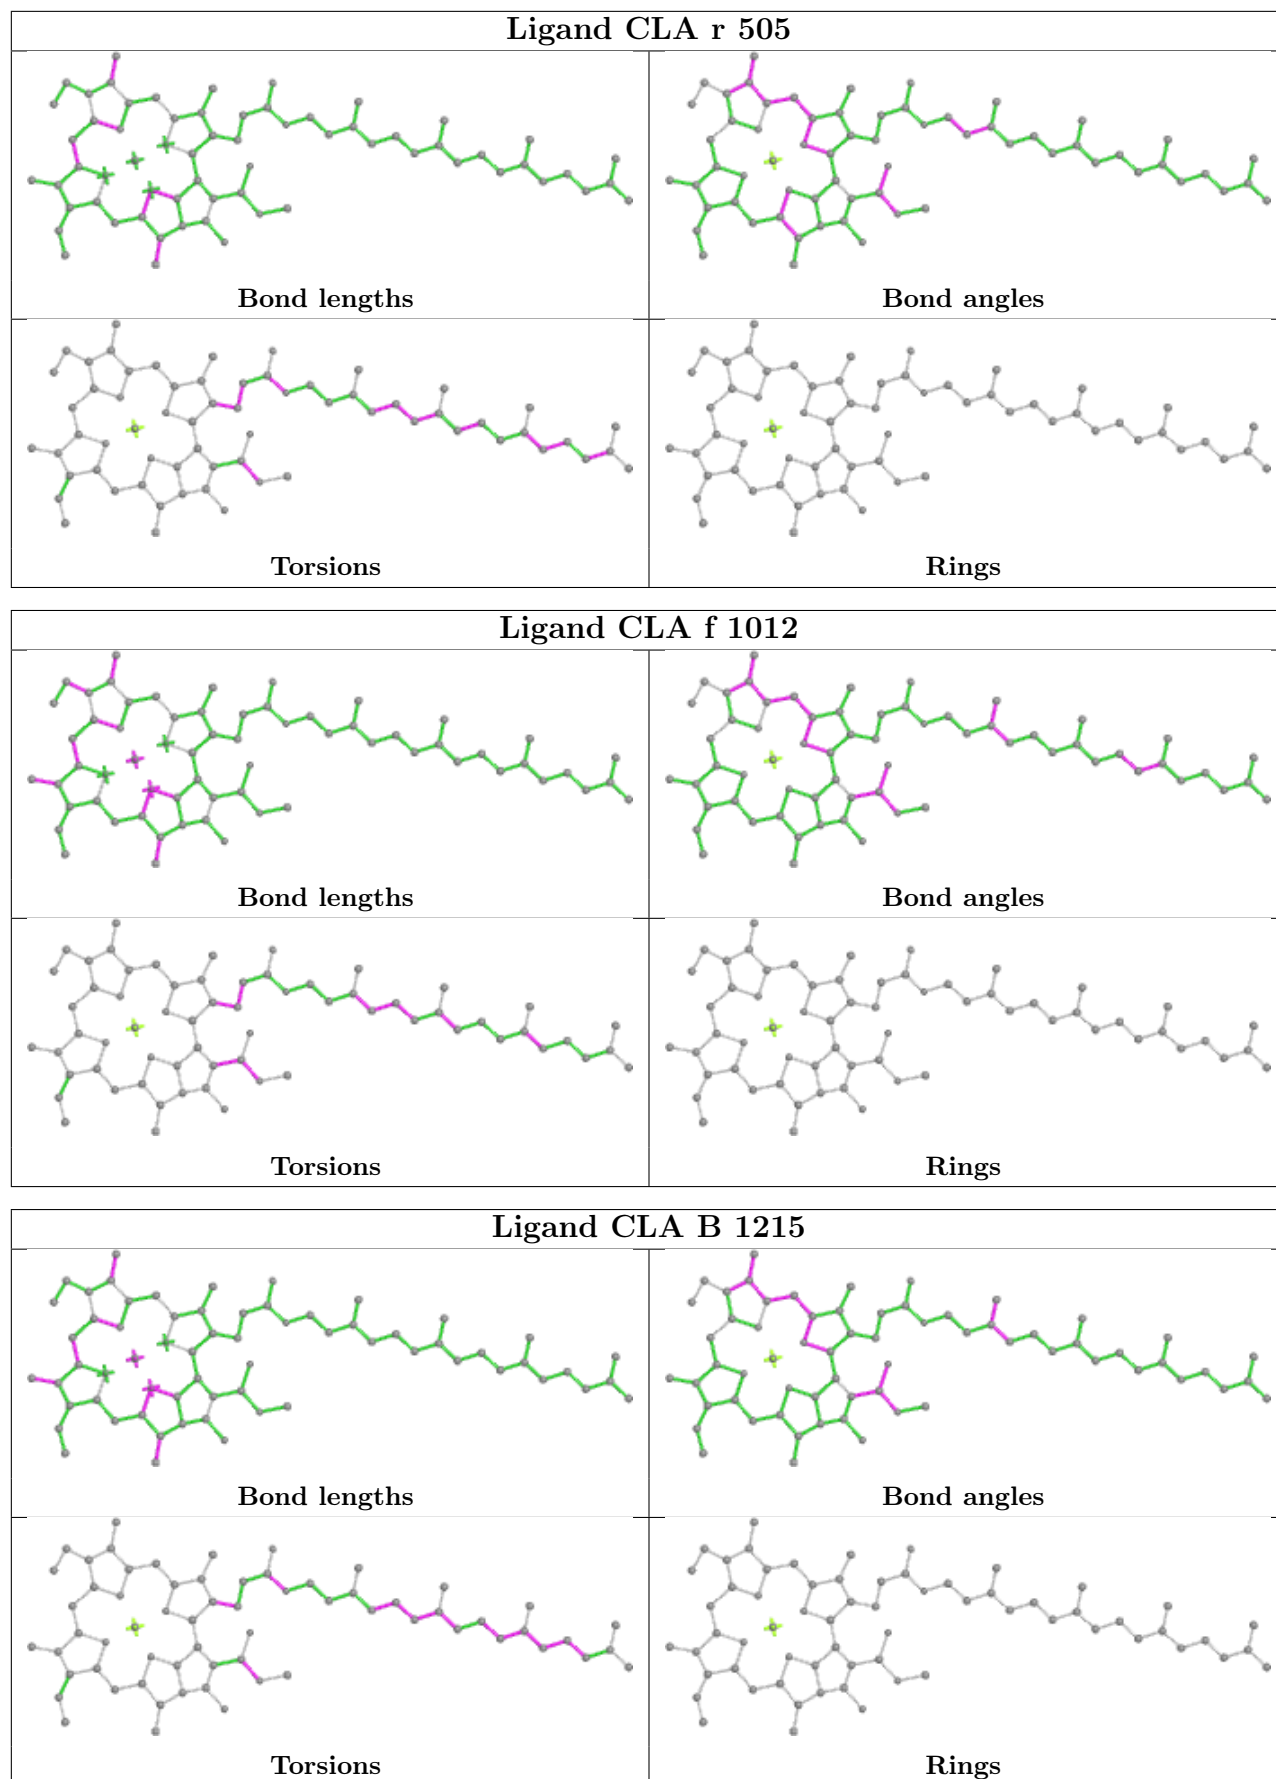 Ligand CLA r 505
Bond lengths
Bond angles
Torsions
Rings
Ligand CLA f 1012
Bond lengths
Bond angles
Torsions
Rings
Ligand CLA B 1215
Bond lengths
Bond angles
Torsions
Rings